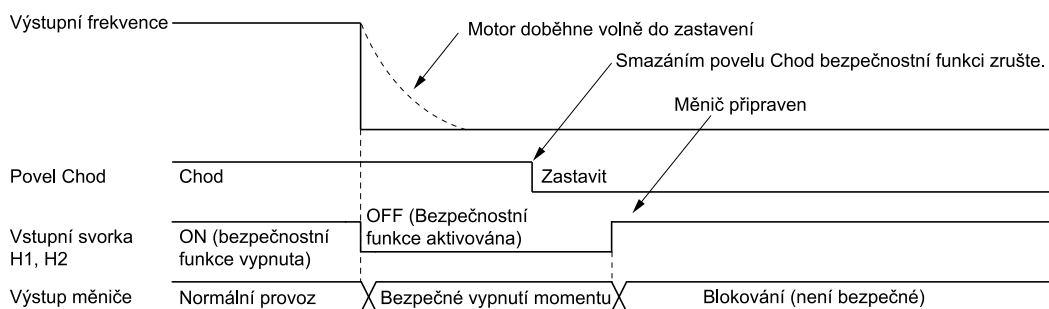 Výstupní frekvence
Motor doběhne volně do zastavení
Smazáním povelu Chod bezpečnostní funkci zrušte.
Měnič připraven
Povel Chod
Chod
Zastavit
Vstupní svorka
H1, H2
ON (bezpečnostní
funkce vypnuta)
OFF (Bezpečnostní
funkce aktivována)
Výstup měniče
Normální provoz
Bezpečné vypnutí momentu
Blokování (není bezpečné)